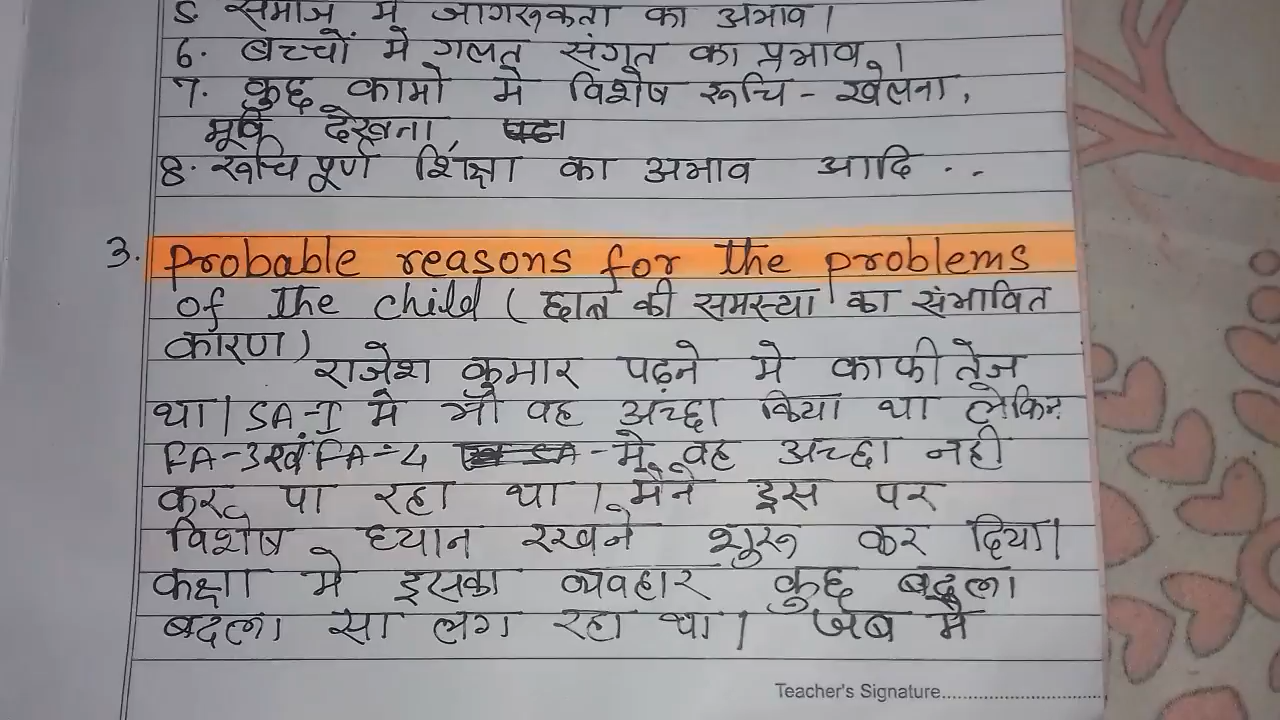 5. समाज मे जागरूकता का अभाव।
6. बच्चों मे गलत संगत का प्रभाव।
7. कुछ कामो मे विशेष रूचि - खेलना,
मूवि देखना,
8. रूचि पूर्ण शिक्षा का अभाव आदि ...
3. Probable reasons for the problems
of the child (छात्र की समस्या का संभावित
कारण)
राजेश कुमार पढ़ने मे काफी तेज
था। SA-I मे भी वह अच्छा किया था लेकिन
FA-3 एवं FA-4 मे वह अच्छा नही
कर पा रहा था। मैने इस पर
विशेष ध्यान रखने शुरू कर दिया।
कक्षा मे इसका व्यवहार कुछ बदला
बदला सा लग रहा था। जब मै
Teacher's Signature